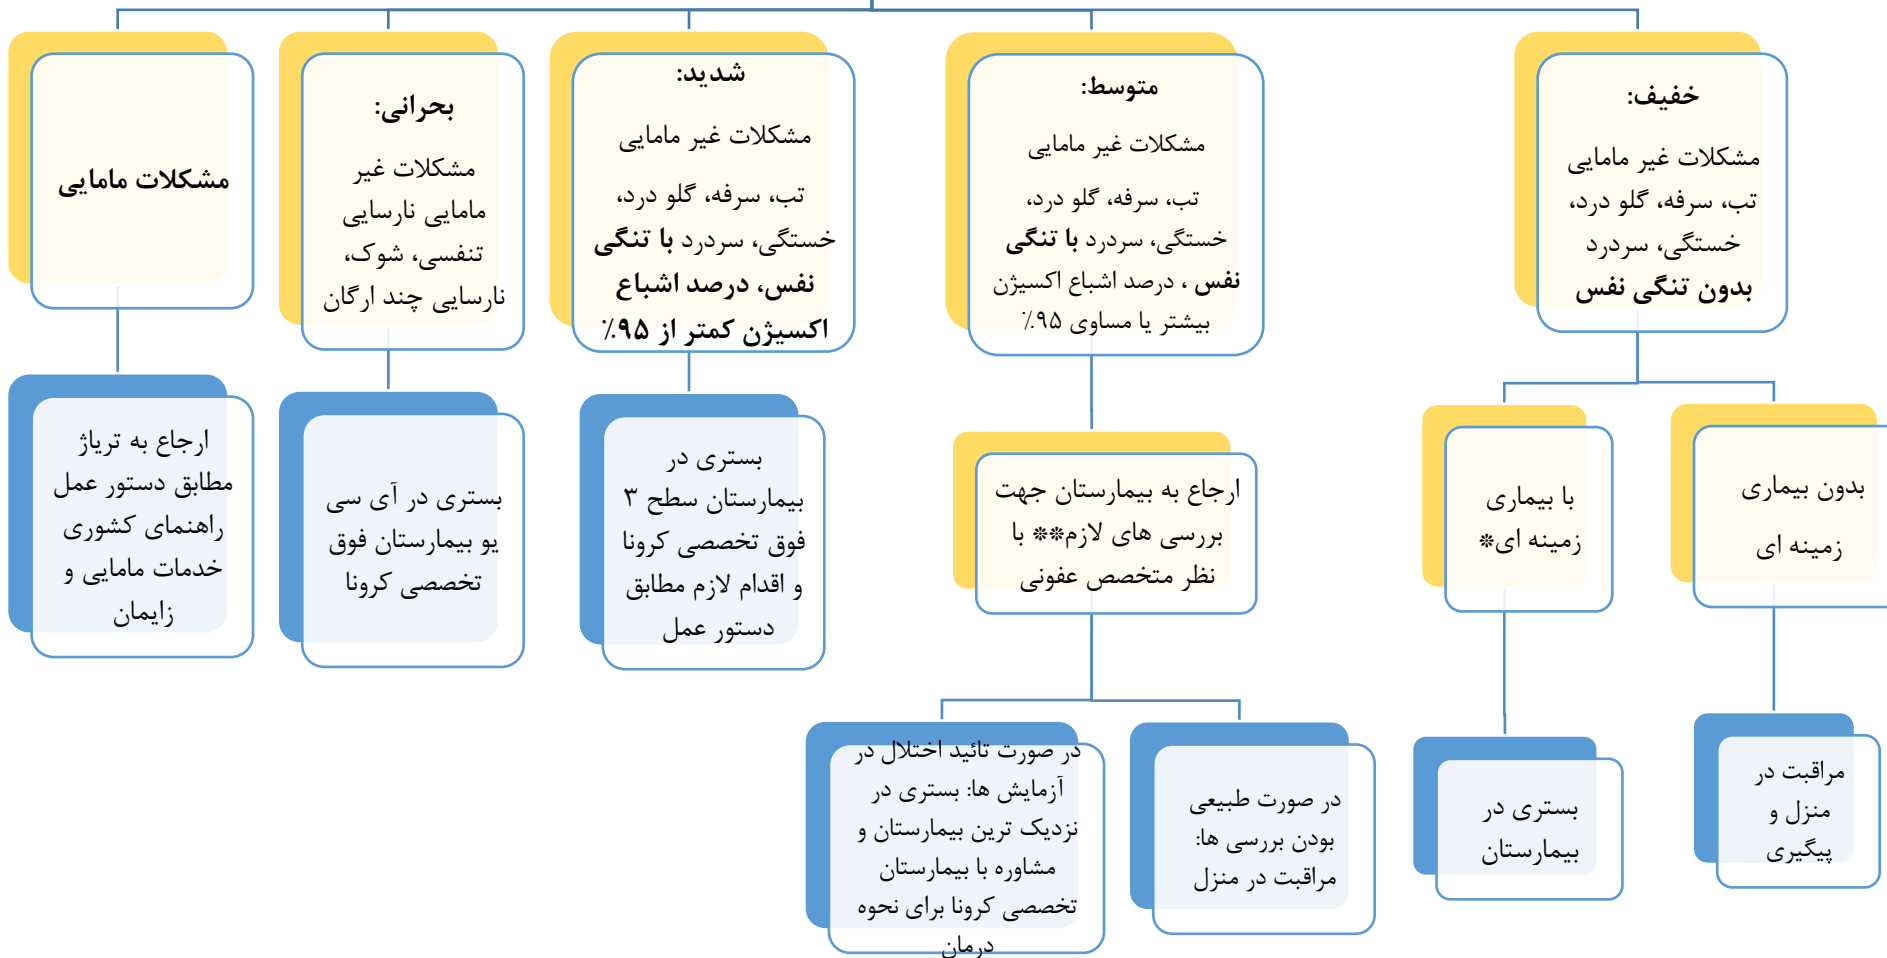 خفیف:
مشکلات غیر مامایی
تب، سرفه، گلو درد،
خستگی، سردرد
بدون تنگی نفس
متوسط:
مشکلات غیر مامایی
تب، سرفه، گلو درد،
خستگی، سردرد با تنگی
نفس ، درصد اشباع اکسیژن
بیشتر یا مساوی ۹۵٪
شدید:
مشکلات غیر مامایی
تب، سرفه، گلو درد،
خستگی، سردرد با تنگی
نفس، درصد اشباع
اکسیژن کمتر از ۹۵٪
بحرانی:
مشکلات غیر
مامایی نارسایی
تنفسی، شوک،
نارسایی چند ارگان
مشکلات مامایی
بدون بیماری
زمینه ای
با بیماری
زمینه ای*
ارجاع به بیمارستان جهت
بررسی های لازم** با
نظر متخصص عفونی
بستری در
بیمارستان سطح ۳
فوق تخصصی کرونا
و اقدام لازم مطابق
دستور عمل
بستری در آی سی
یو بیمارستان فوق
تخصصی کرونا
ارجاع به تریاژ
مطابق دستور عمل
راهنمای کشوری
خدمات مامایی و
زایمان
مراقبت در
منزل و
پیگیری
بستری در
بیمارستان
در صورت طبیعی
بودن بررسی ها:
مراقبت در منزل
در صورت تائید اختلال در
آزمایش ها: بستری در
نزدیک ترین بیمارستان و
مشاوره با بیمارستان
تخصصی کرونا برای نحوه
درمان